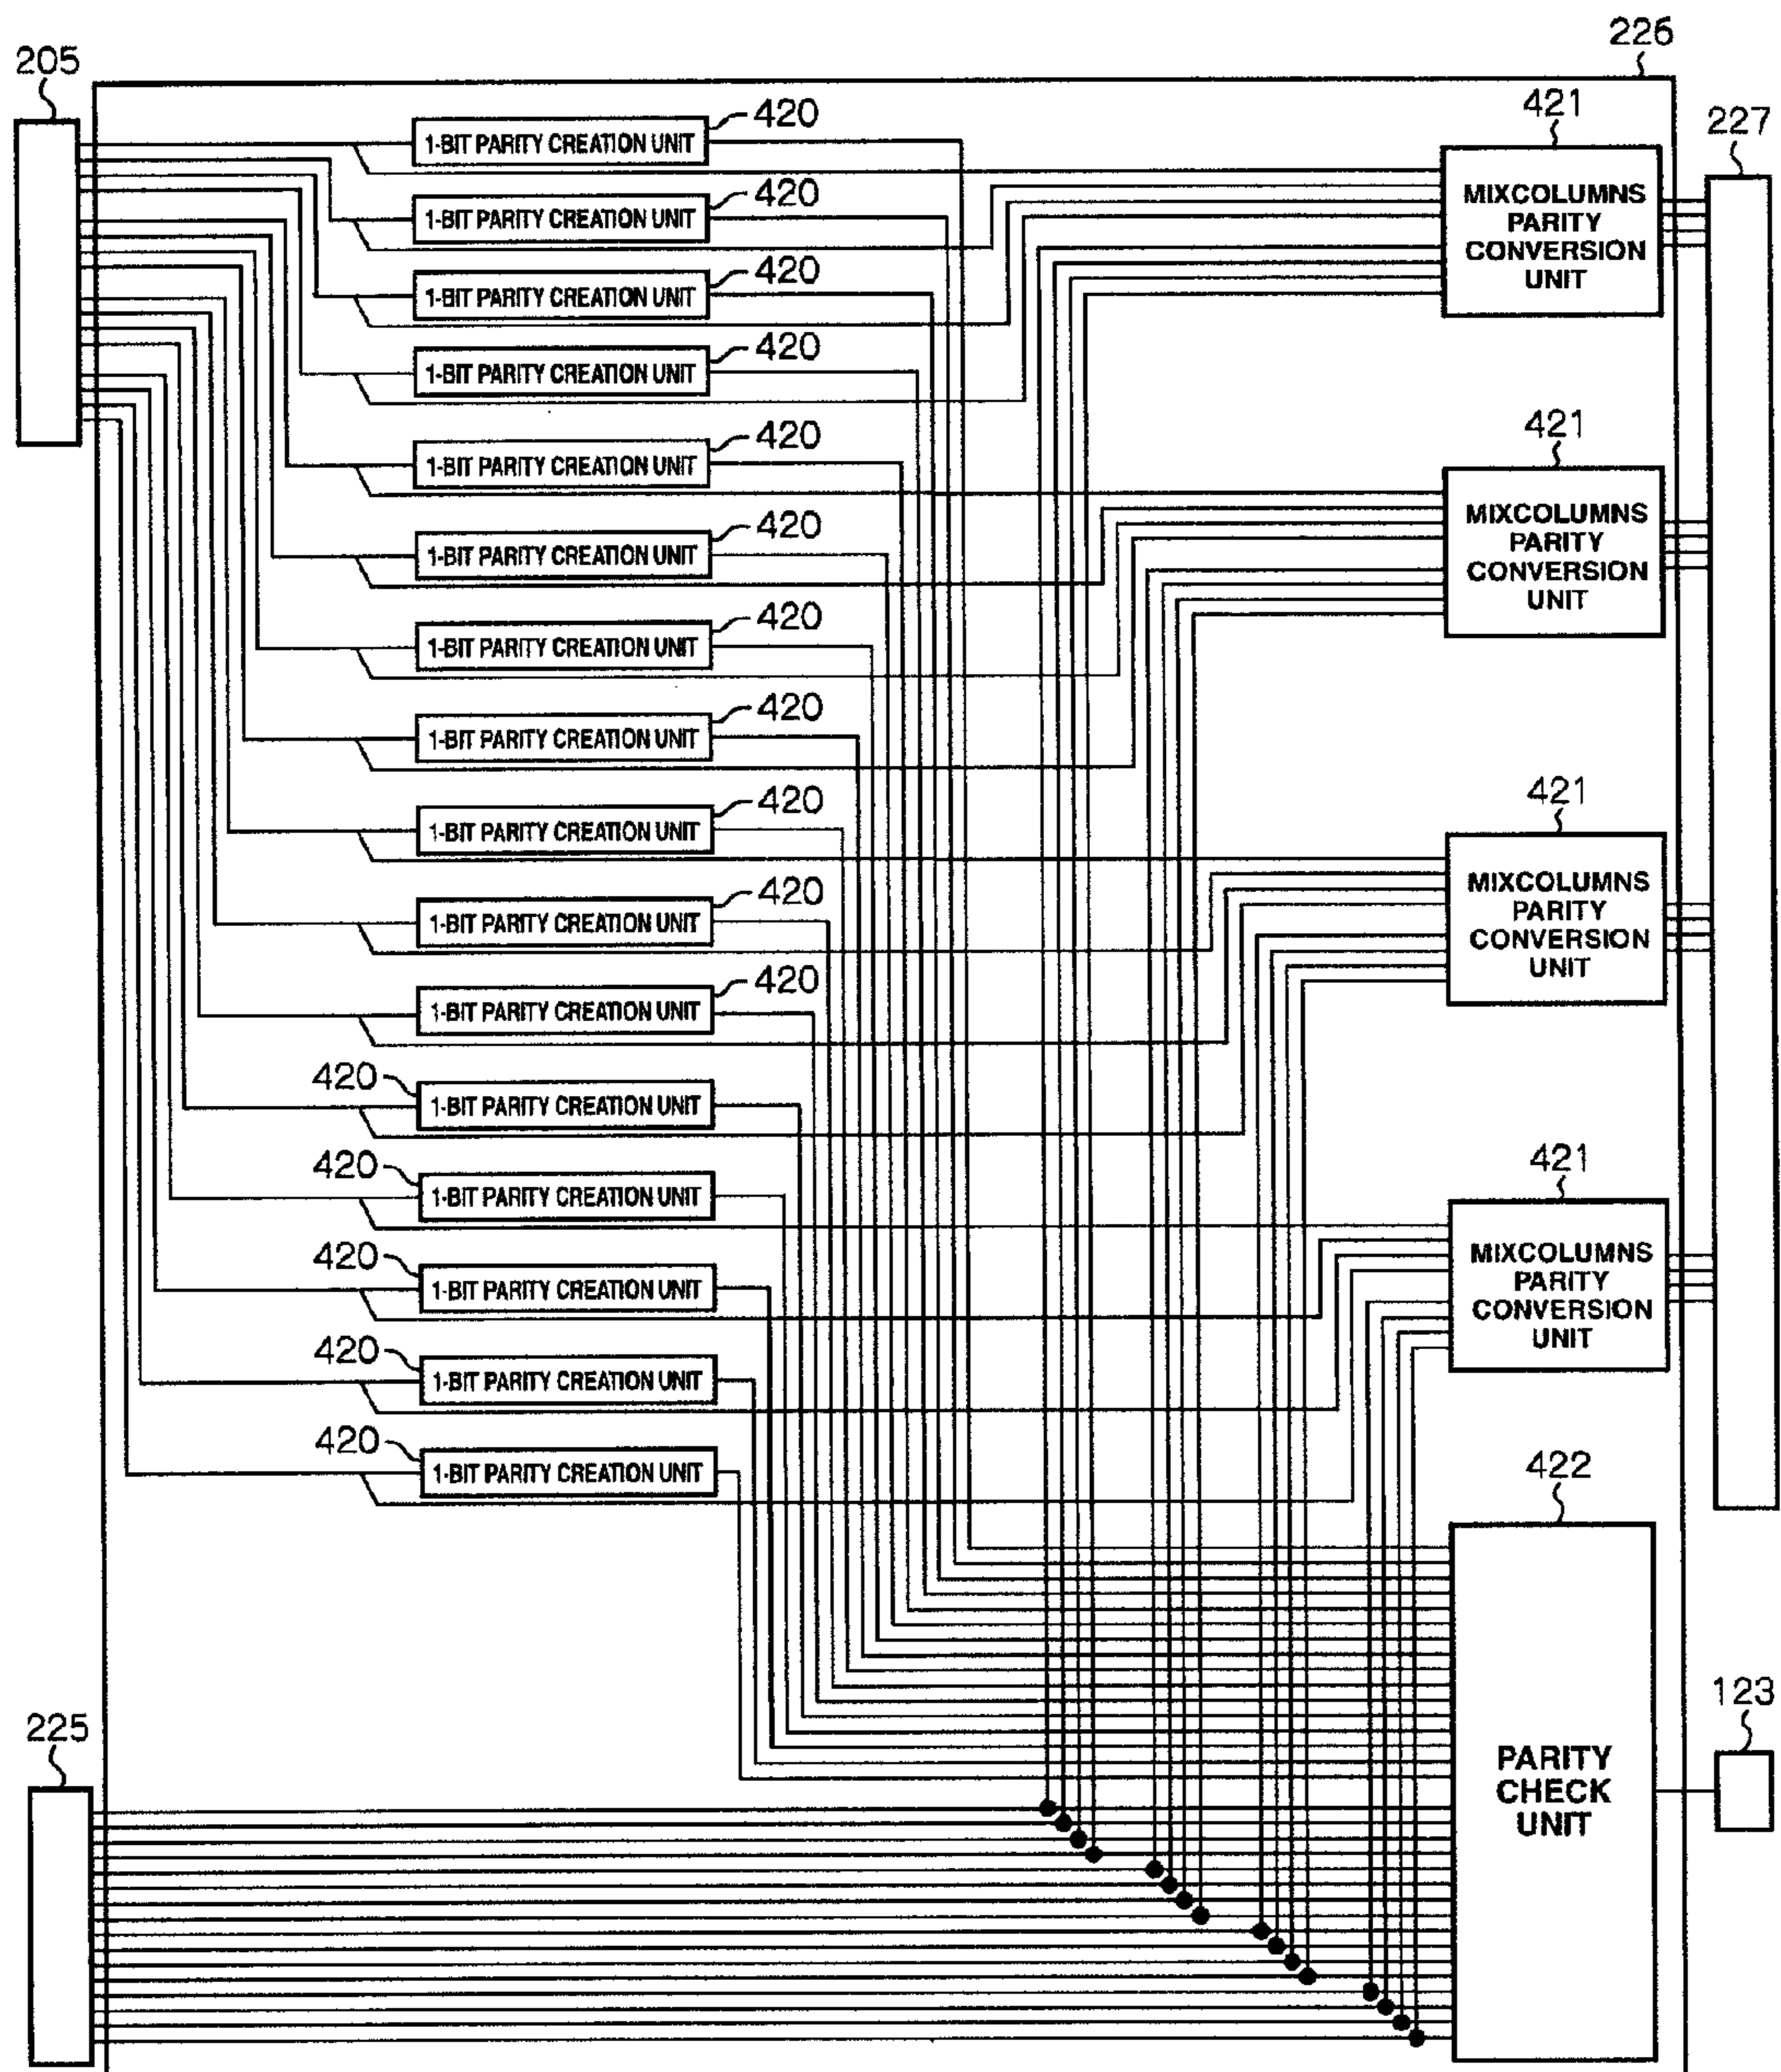 226
205
420
421
227
1-BIT PARITY CREATION UNIT
MIXCOLUMNS
PARITY
CONVERSION
UNIT
420
1-BIT PARITY CREATION UNIT
420
1-BIT PARITY CREATION UNIT
420
1-BIT PARITY CREATION UNIT
420
421
1-BIT PARITY CREATION UNIT
MIXCOLUMNS
PARITY
CONVERSION
UNIT
420
1-BIT PARITY CREATION UNIT
420
1-BIT PARITY CREATION UNIT
420
1-BIT PARITY CREATION UNIT
420
421
1-BIT PARITY CREATION UNIT
MIXCOLUMNS
PARITY
CONVERSION
UNIT
420
1-BIT PARITY CREATION UNIT
420
1-BIT PARITY CREATION UNIT
420
1-BIT PARITY CREATION UNIT
420
421
1-BIT PARITY CREATION UNIT
MIXCOLUMNS
PARITY
CONVERSION
UNIT
420
1-BIT PARITY CREATION UNIT
420
1-BIT PARITY CREATION UNIT
420
1-BIT PARITY CREATION UNIT
422
225
123
PARITY
CHECK
UNIT